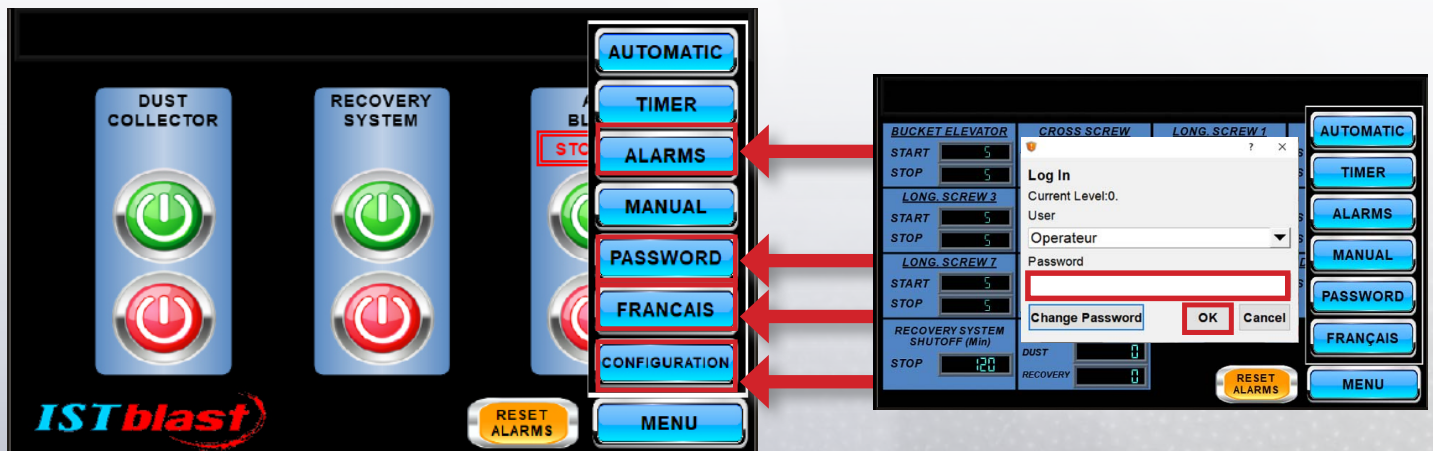 DUST
COLLECTOR
RECOVERY
SYSTEM
AUTOMATIC
TIMER
ALARMS
MANUAL
PASSWORD
FRANCAIS
CONFIGURATION
MENU
RESET
ALARMS
ISTblast
BUCKET ELEVATOR
START 5
STOP 5
CROSS SCREW
LONG. SCREW 1
LONG. SCREW 3
START 5
STOP 5
LONG. SCREW 7
START 5
STOP 5
RECOVERY SYSTEM
SHUTOFF (Min)
STOP 120
DUST 0
RECOVERY 0
? ×
Log In
Current Level:0.
User
Operateur
Password
Change Password OK Cancel
AUTOMATIC
TIMER
ALARMS
MANUAL
PASSWORD
FRANÇAIS
MENU
RESET
ALARMS